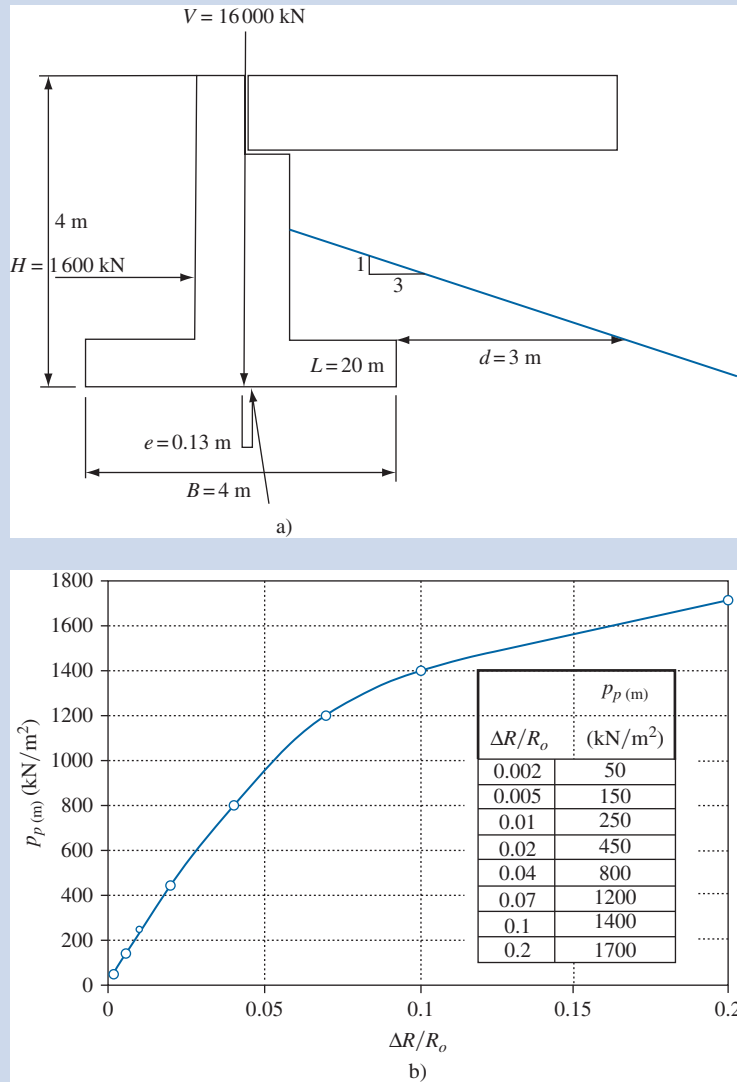 V = 16 000 kN
4 m
H = 1600 kN
1
3
L = 20 m
d = 3 m
e = 0.13 m
B = 4 m
a)
1800
1600
1400
1200
1000
800
600
400
200
0
p_p (m) (kN/m²)
p_p (m)
ΔR/R_o (kN/m²)
0.002 50
0.005 150
0.01 250
0.02 450
0.04 800
0.07 1200
0.1 1400
0.2 1700
0 0.05 0.1 0.15 0.2
ΔR/R_o
b)